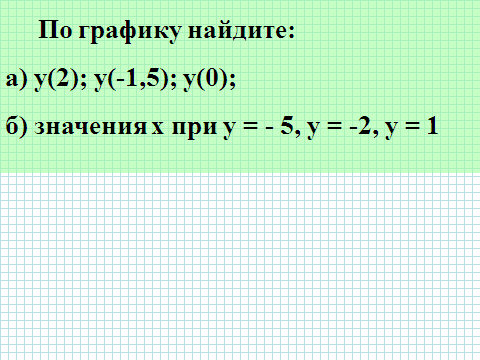 По графику найдите:
а) у(2); у(-1,5); у(0);
б) значения х при у = - 5, у = -2, у = 1